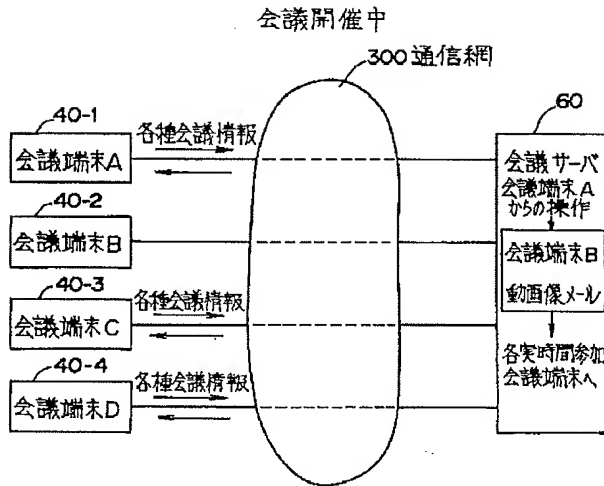 会議開催中
300通信網
40-1
会議端末A
各種会議情報
40-2
会議端末B
40-3
会議端末C
各種会議情報
40-4
会議端末D
各種会議情報
60
会議サーバ
会議端末A
からの操作
会議端末B
動画像メール
各実時間参加
会議端末へ